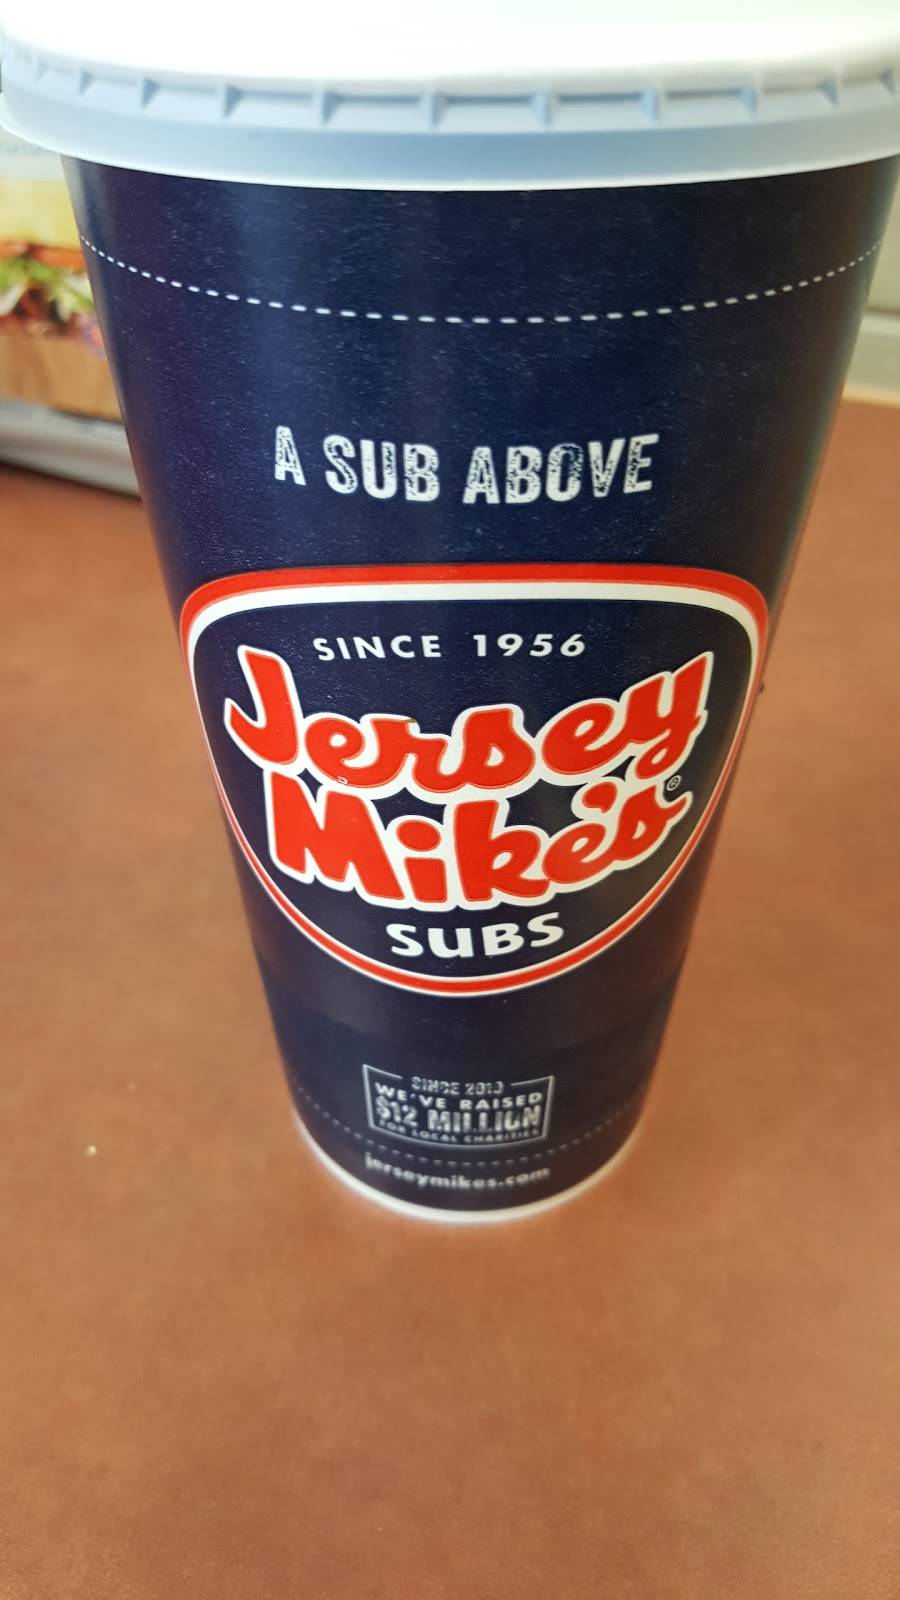 A SUB ABOVE
SINCE 1956
Jersey
Mike's®
SUBS
SINCE 2010
WE'VE RAISED
$12 MILLION
FOR LOCAL CHARITIES
jerseymikes.com